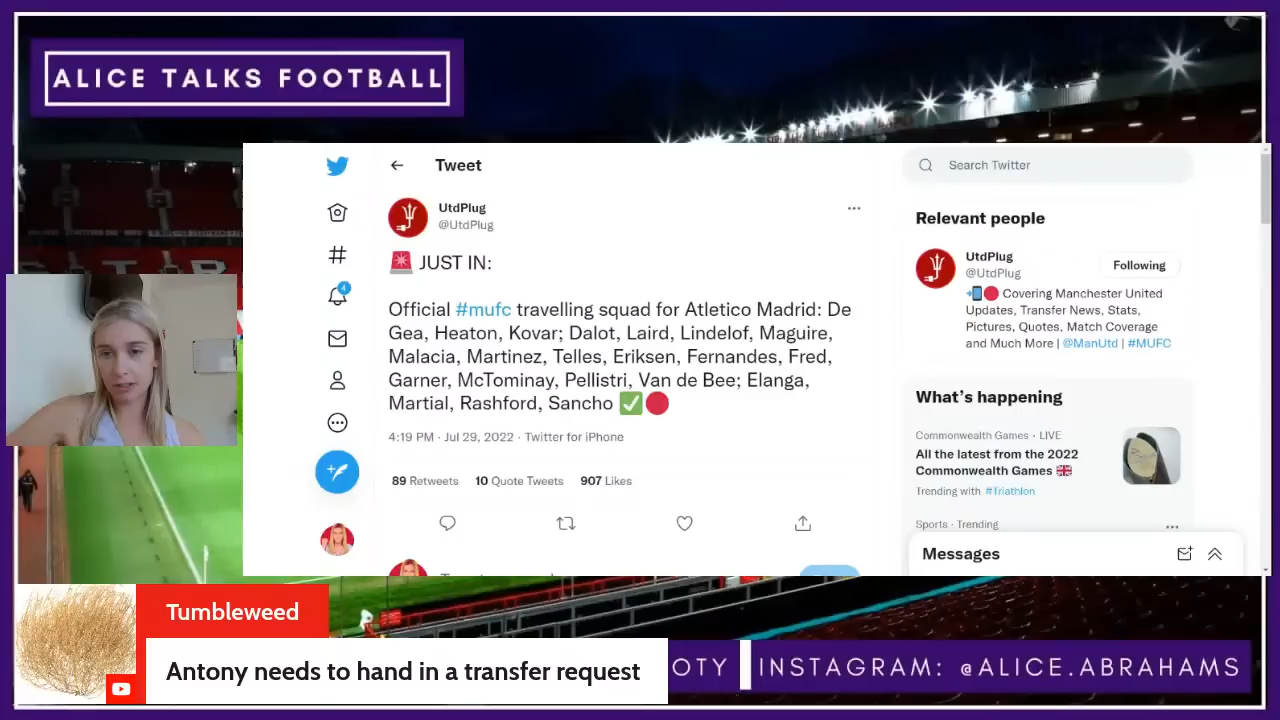 ALICE TALKS FOOTBALL
Tweet
Search Twitter
UtdPlug
@UtdPlug
JUST IN:
Official #mufc travelling squad for Atletico Madrid: De
Gea, Heaton, Kovar; Dalot, Laird, Lindelof, Maguire,
Malacia, Martinez, Telles, Eriksen, Fernandes, Fred,
Garner, McTominay, Pellistri, Van de Bee; Elanga,
Martial, Rashford, Sancho
4:19 PM · Jul 29, 2022 · Twitter for iPhone
89 Retweets 10 Quote Tweets 907 Likes
4
Relevant people
UtdPlug
@UtdPlug
Following
Covering Manchester United
Updates, Transfer News, Stats,
Pictures, Quotes, Match Coverage
and Much More | @ManUtd | #MUFC
What's happening
Commonwealth Games · LIVE
All the latest from the 2022
Commonwealth Games
Trending with #Triathlon
Sports · Trending
Messages
Tumbleweed
Antony needs to hand in a transfer request
OTY
INSTAGRAM: @ALICE.ABRAHAMS